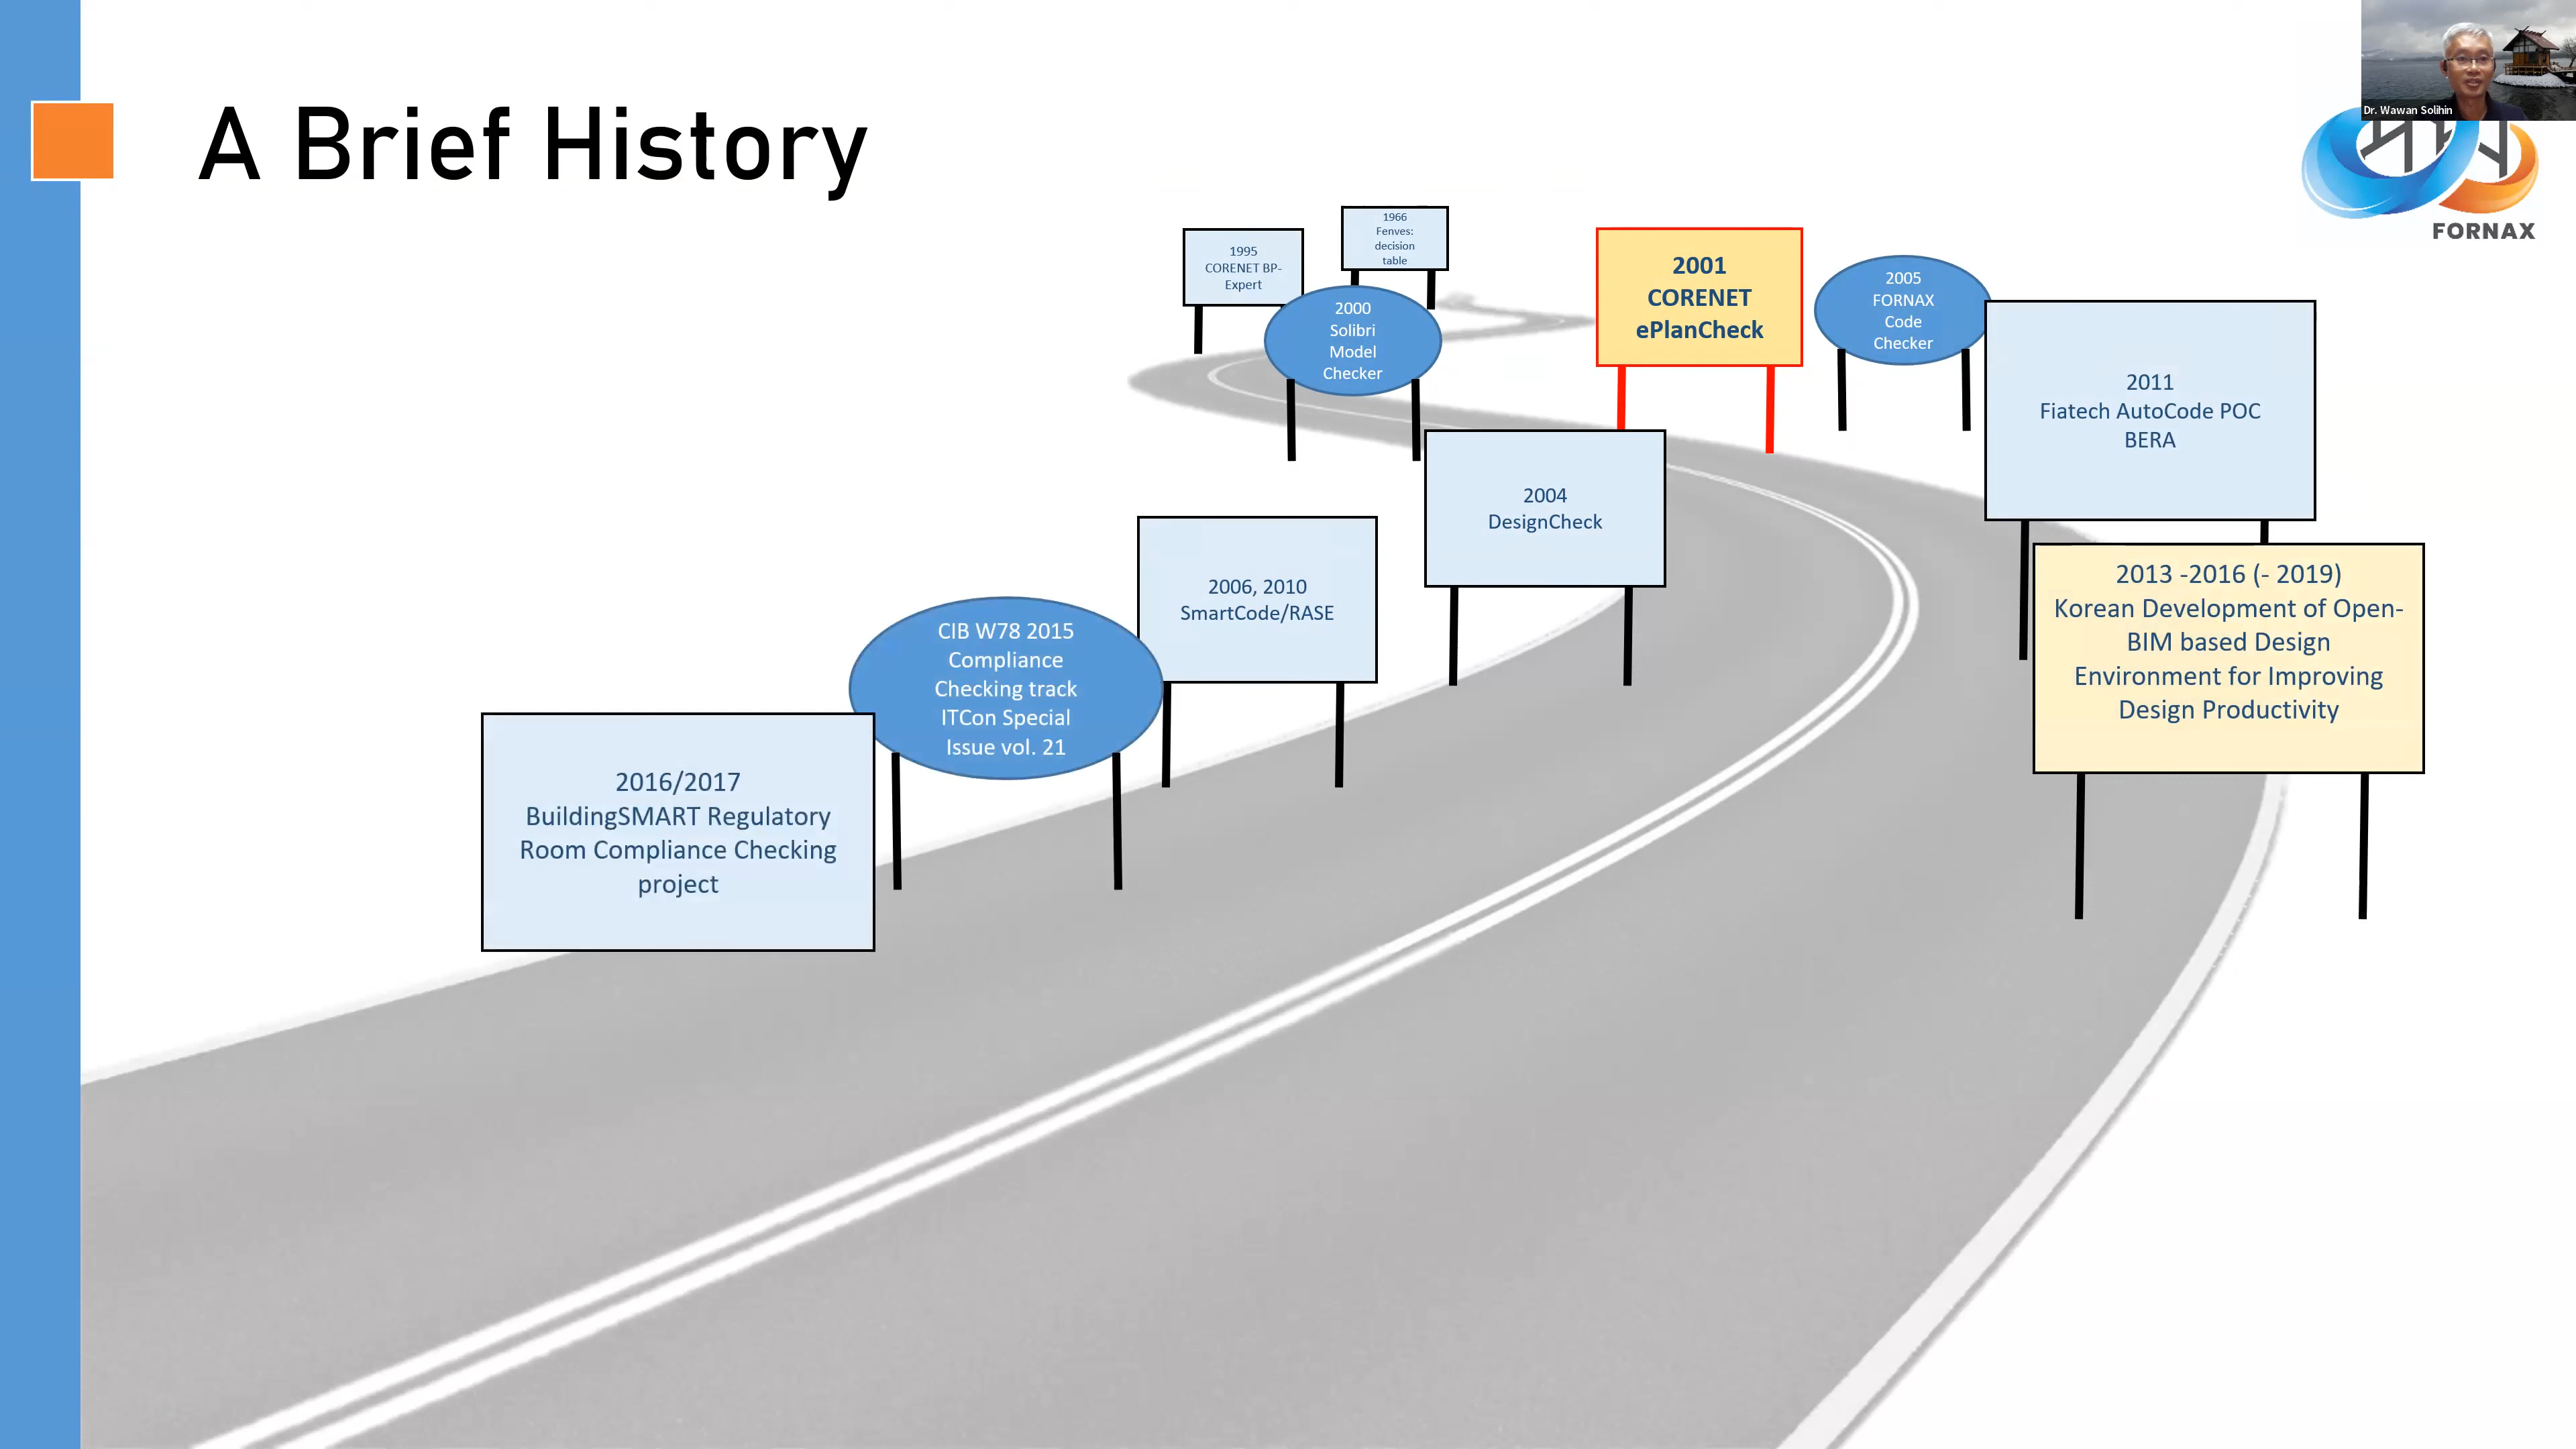 Dr. Wawan Solihin
A Brief History
FORNAX
1966
Fenves:
decision
table
1995
CORENET BP-
Expert
2000
Solibri
Model
Checker
2001
CORENET
ePlanCheck
2005
FORNAX
Code
Checker
2011
Fiatech AutoCode POC
BERA
2004
DesignCheck
2006, 2010
SmartCode/RASE
2013 -2016 (- 2019)
Korean Development of Open-
BIM based Design
Environment for Improving
Design Productivity
CIB W78 2015
Compliance
Checking track
ITCon Special
Issue vol. 21
2016/2017
BuildingSMART Regulatory
Room Compliance Checking
project